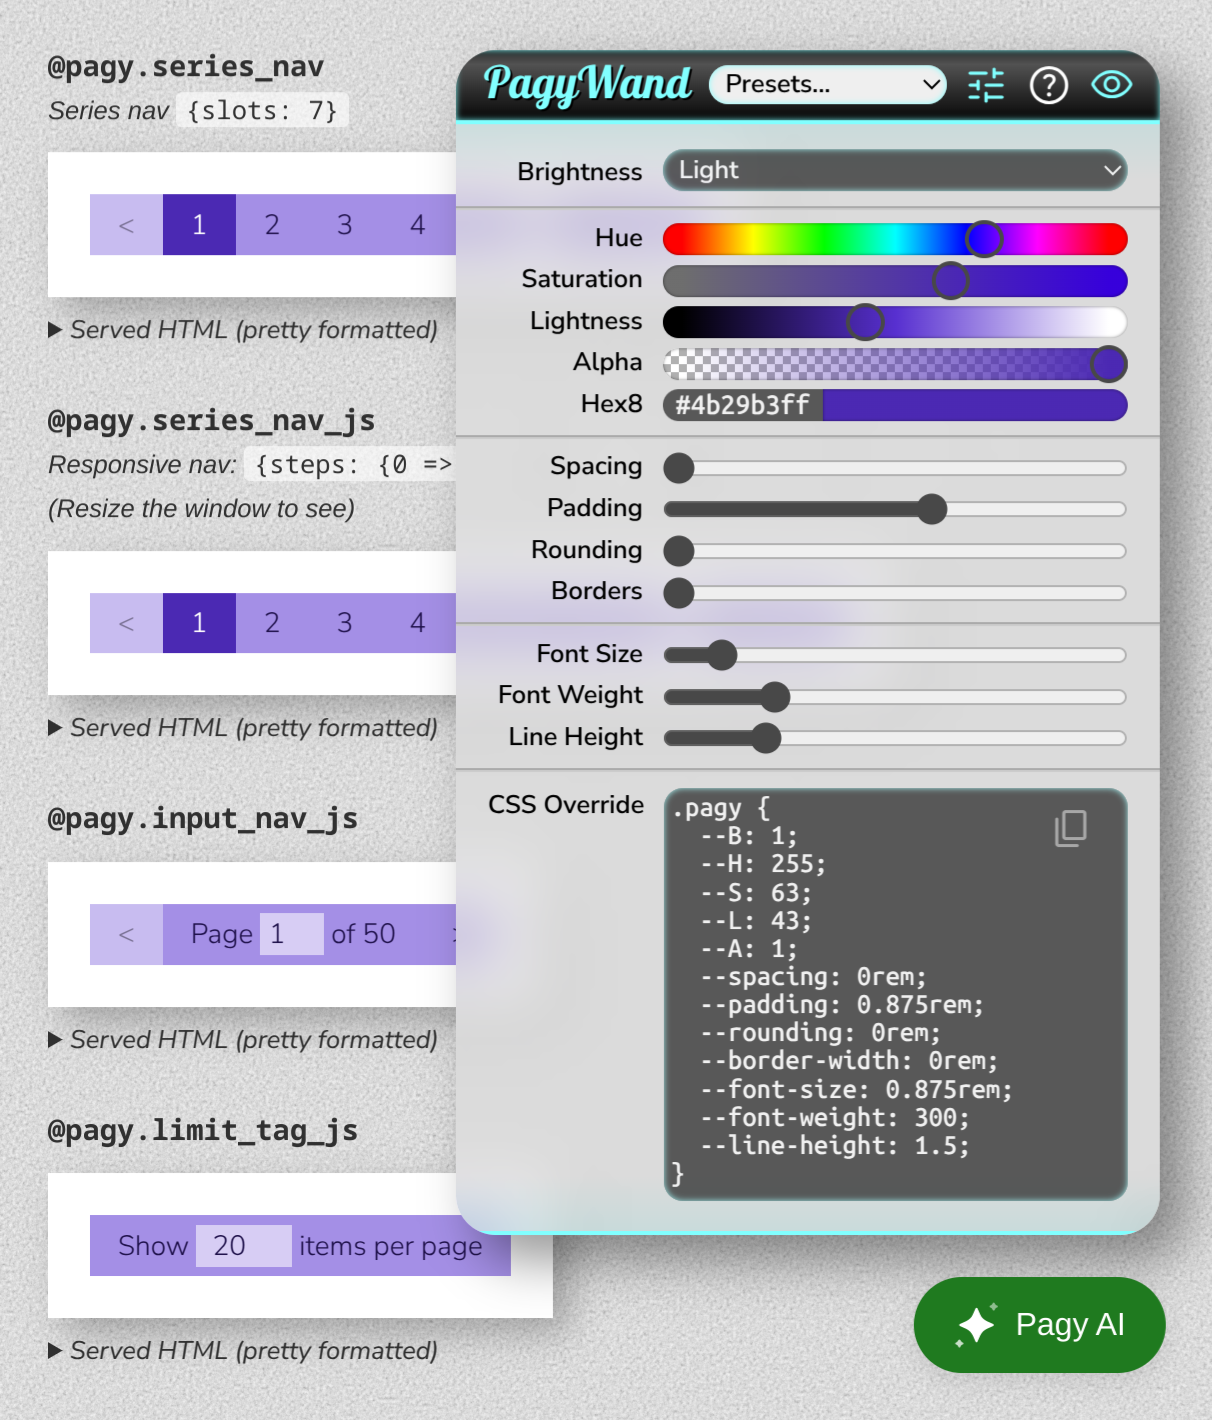 @pagy.series_nav
Series nav {slots: 7}
< 1 2 3 4
Served HTML (pretty formatted)
@pagy.series_nav_js
Responsive nav: {steps: {0 =>
(Resize the window to see)
< 1 2 3 4
Served HTML (pretty formatted)
@pagy.input_nav_js
< Page 1 of 50 >
Served HTML (pretty formatted)
@pagy.limit_tag_js
Show 20 items per page
Served HTML (pretty formatted)
PagyWand Presets... ?
Brightness Light
Hue
Saturation
Lightness
Alpha
Hex8 #4b29b3ff
Spacing
Padding
Rounding
Borders
Font Size
Font Weight
Line Height
CSS Override
.pagy {
--B: 1;
--H: 255;
--S: 63;
--L: 43;
--A: 1;
--spacing: 0rem;
--padding: 0.875rem;
--rounding: 0rem;
--border-width: 0rem;
--font-size: 0.875rem;
--font-weight: 300;
--line-height: 1.5;
}
Pagy AI